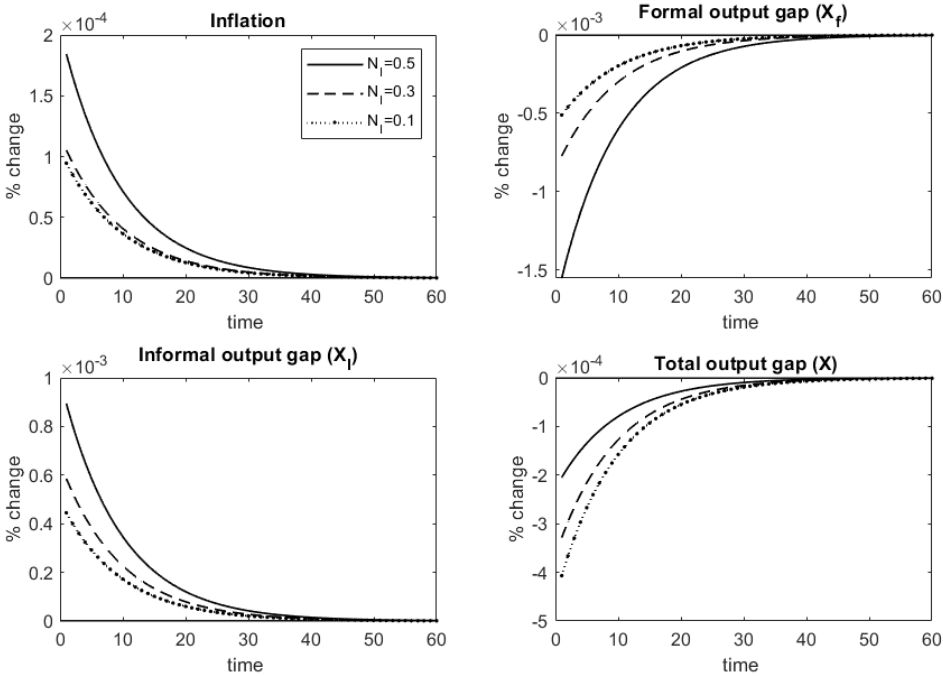 Inflation
×10⁻⁴
2
1.5
1
0.5
0
% change
0 10 20 30 40 50 60
time
N_I=0.5
N_I=0.3
N_I=0.1
Formal output gap (X_f)
×10⁻³
0
-0.5
-1
-1.5
% change
0 10 20 30 40 50 60
time
Informal output gap (X_I)
×10⁻³
1
0.8
0.6
0.4
0.2
0
% change
0 10 20 30 40 50 60
time
Total output gap (X)
×10⁻⁴
0
-1
-2
-3
-4
-5
% change
0 10 20 30 40 50 60
time